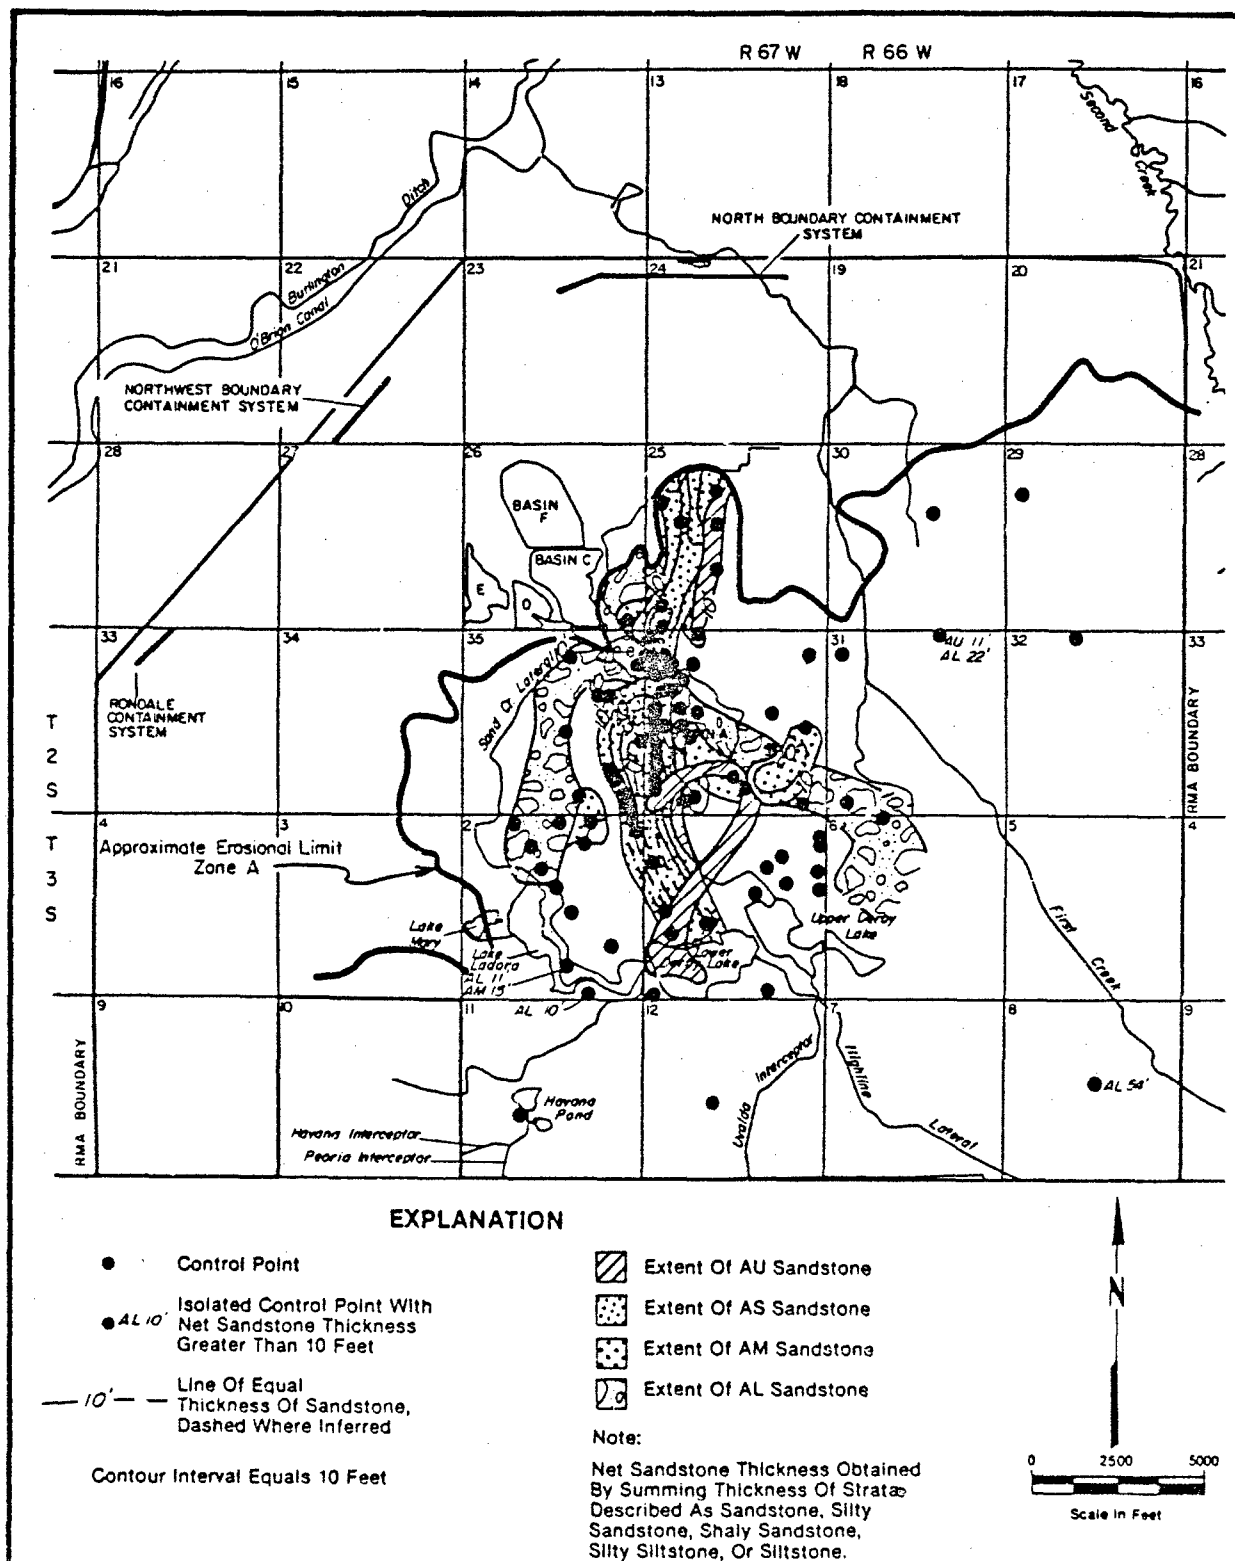 R 67 W R 66 W
16 15 14 13 18 17 16
Second
Creek
Ditch
NORTH BOUNDARY CONTAINMENT
SYSTEM
21 22 23 24 19 20 21
Burlington
O'Brian Canal
NORTHWEST BOUNDARY
CONTAINMENT SYSTEM
28 27 26 25 30 29 28
BASIN
F
BASIN C
E
D
33 34 35 31 32 33
AU 11'
AL 22'
Sand Cr Lateral
RONDALE
CONTAINMENT
SYSTEM
A
T
2
S
RMA BOUNDARY
4 3 2 6 5 4
T
3
S
Approximate Erosional Limit
Zone A
Lake
Mary
Lake
Ladora
AL 11'
AM 15'
AL 10'
Lower
Derby Lake
Upper Derby
Lake
First
Creek
9 10 11 12 7 8 9
RMA BOUNDARY
Uvalda
Interceptor
Highline
Lateral
AL 54'
Havana
Pond
Havana Interceptor
Peoria Interceptor
EXPLANATION
Control Point
AL 10'
Isolated Control Point With
Net Sandstone Thickness
Greater Than 10 Feet
10'
Line Of Equal
Thickness Of Sandstone,
Dashed Where Inferred
Contour Interval Equals 10 Feet
Extent Of AU Sandstone
Extent Of AS Sandstone
Extent Of AM Sandstone
Extent Of AL Sandstone
Note:
Net Sandstone Thickness Obtained
By Summing Thickness Of Strata
Described As Sandstone, Silty
Sandstone, Shaly Sandstone,
Silty Siltstone, Or Siltstone.
N
0 2500 5000
Scale In Feet